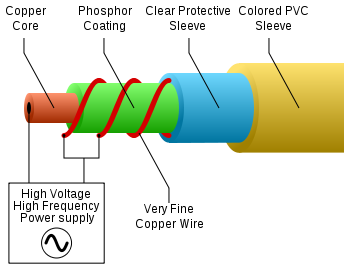 Copper
Core
Phosphor
Coating
Clear Protective
Sleeve
Colored PVC
Sleeve
High Voltage
High Frequency
Power supply
Very Fine
Copper Wire